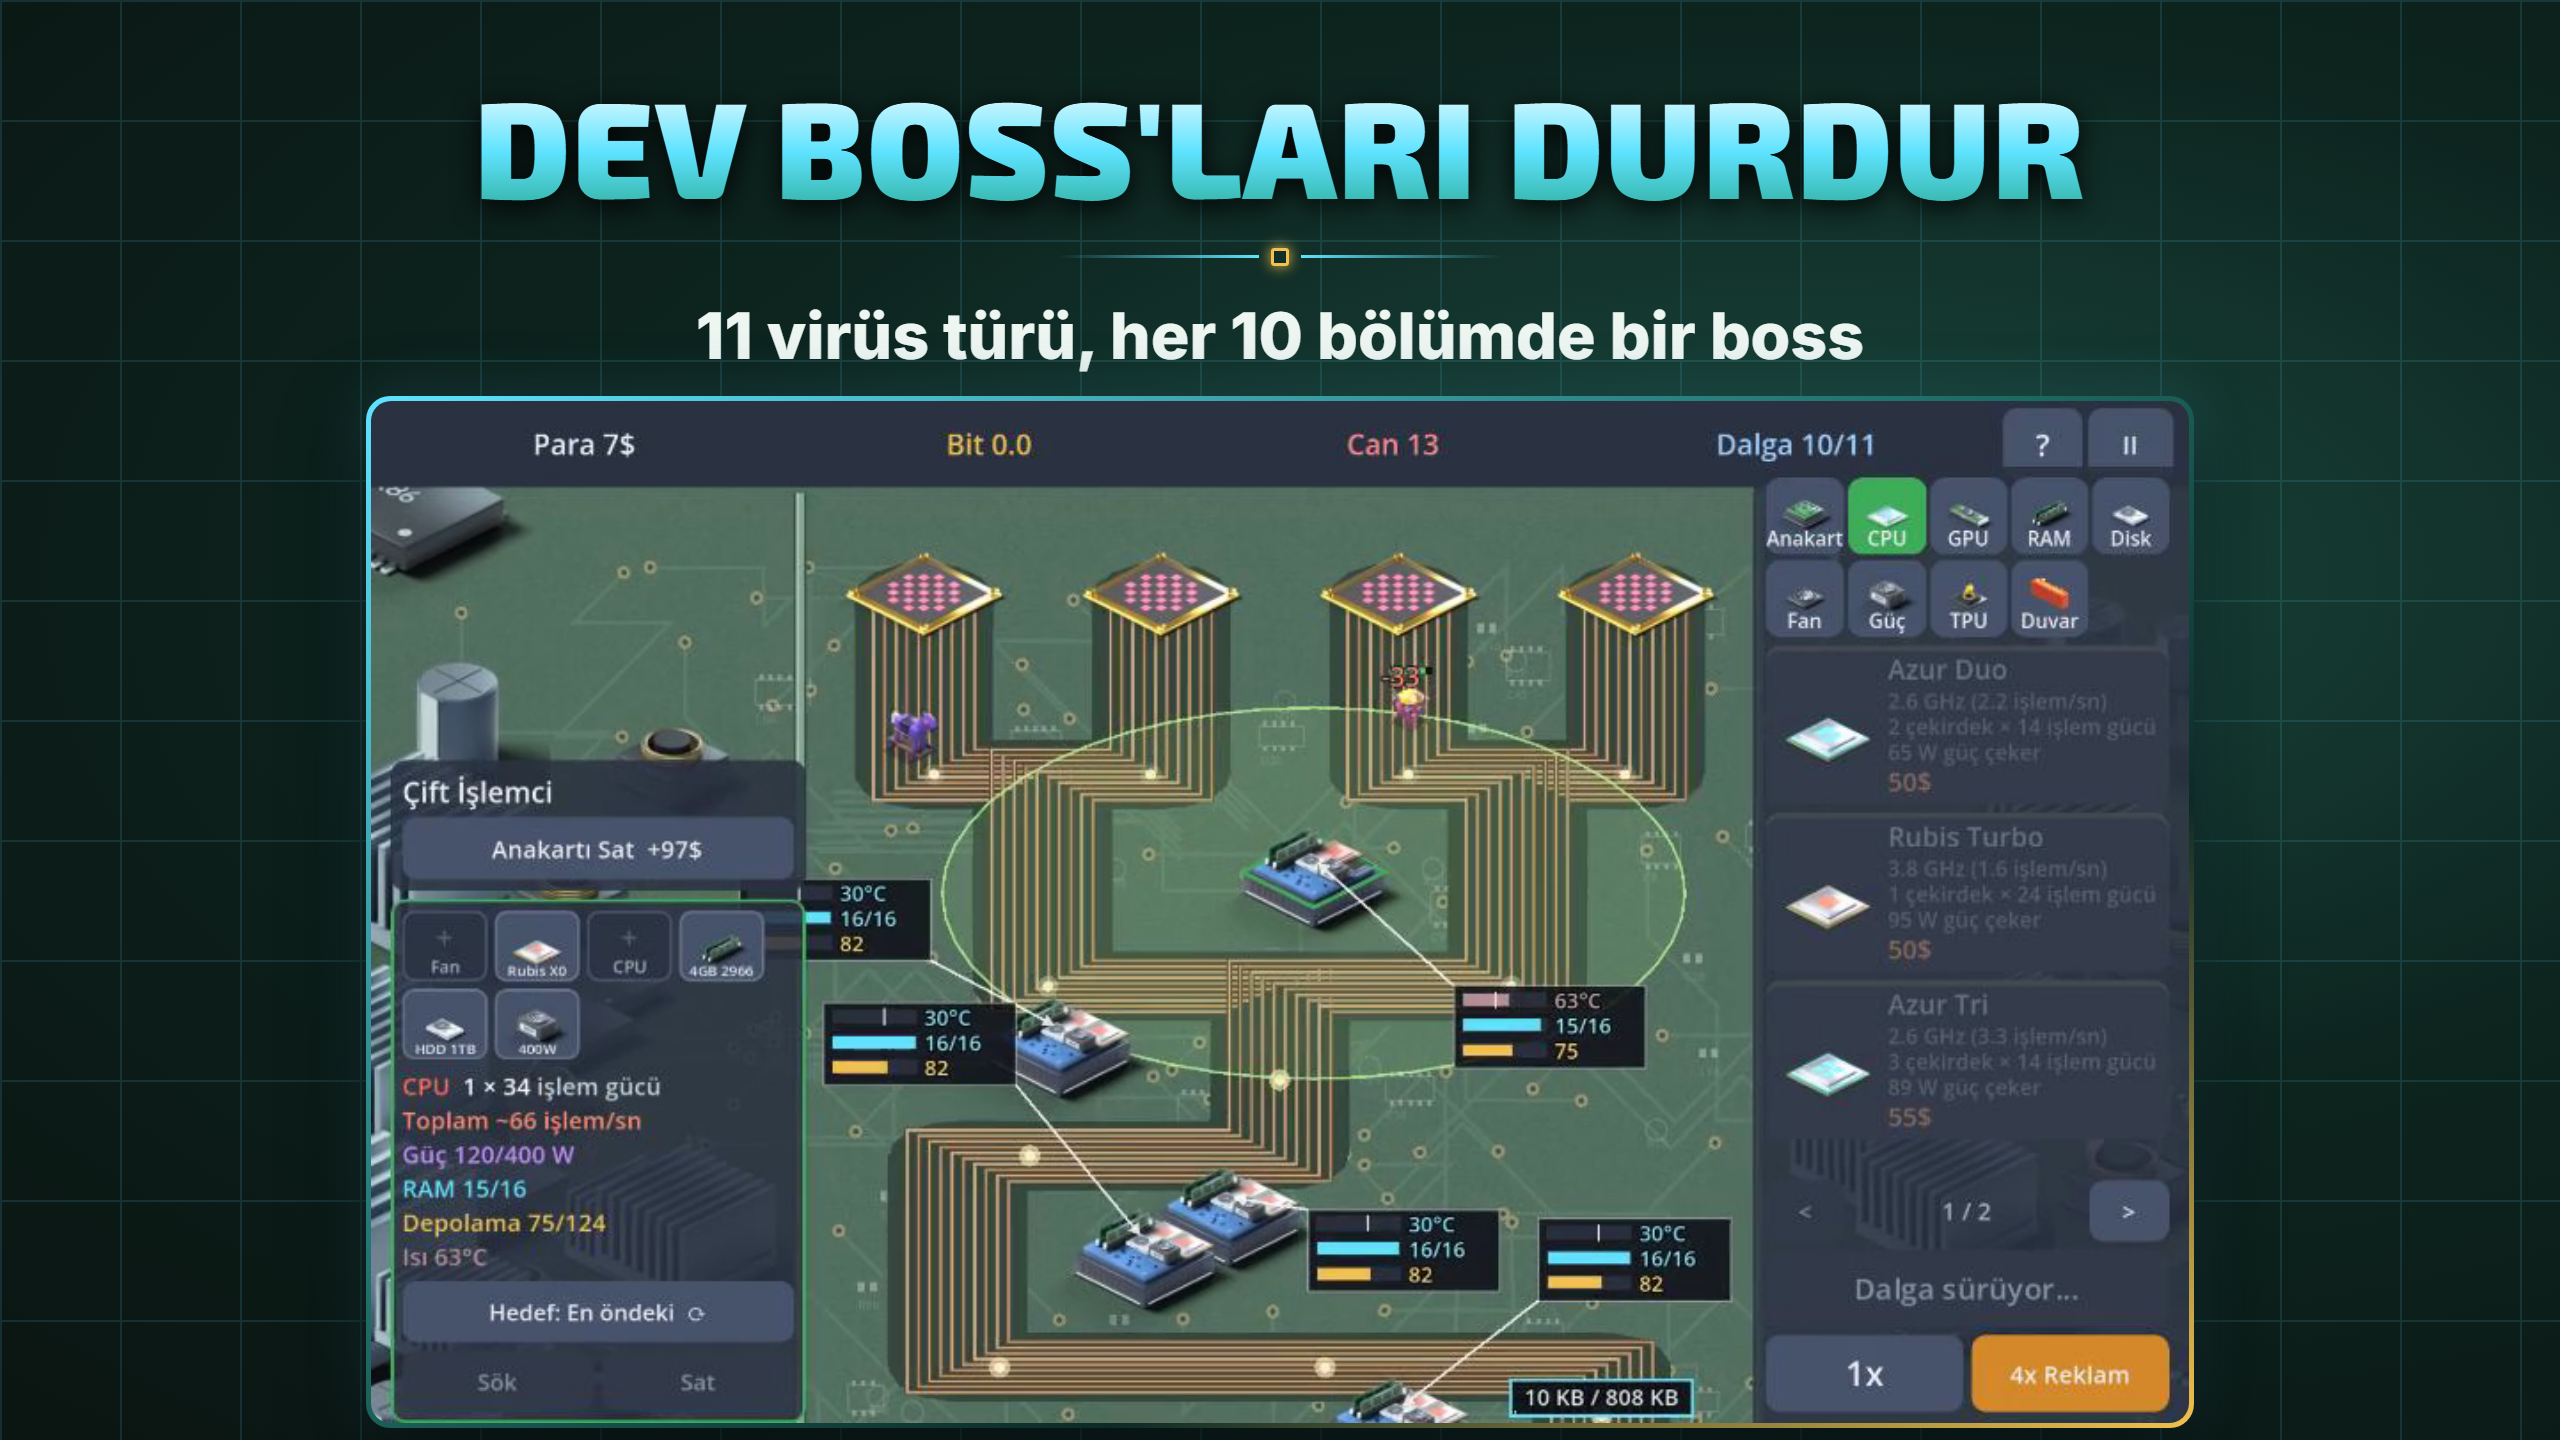 DEV BOSS'LARI DURDUR
11 virüs türü, her 10 bölümde bir boss
Para 7$
Bit 0.0
Can 13
Dalga 10/11
?
II
Anakart
CPU
GPU
RAM
Disk
Fan
Güç
TPU
Duvar
Azur Duo
2.6 GHz (2.2 işlem/sn)
2 çekirdek × 14 işlem gücü
65 W güç çeker
50$
Rubis Turbo
3.8 GHz (1.6 işlem/sn)
1 çekirdek × 24 işlem gücü
95 W güç çeker
50$
Azur Tri
2.6 GHz (3.3 işlem/sn)
3 çekirdek × 14 işlem gücü
89 W güç çeker
55$
<
1 / 2
>
Dalga sürüyor...
1x
4x Reklam
-33
Çift İşlemci
Anakartı Sat +97$
+
Fan
Rubis X0
+
CPU
4GB 2966
HDD 1TB
400W
CPU 1 × 34 işlem gücü
Toplam ~66 işlem/sn
Güç 120/400 W
RAM 15/16
Depolama 75/124
Isı 63°C
Hedef: En öndeki
Sök
Sat
30°C
16/16
82
30°C
16/16
82
63°C
15/16
75
30°C
16/16
82
30°C
16/16
82
10 KB / 808 KB